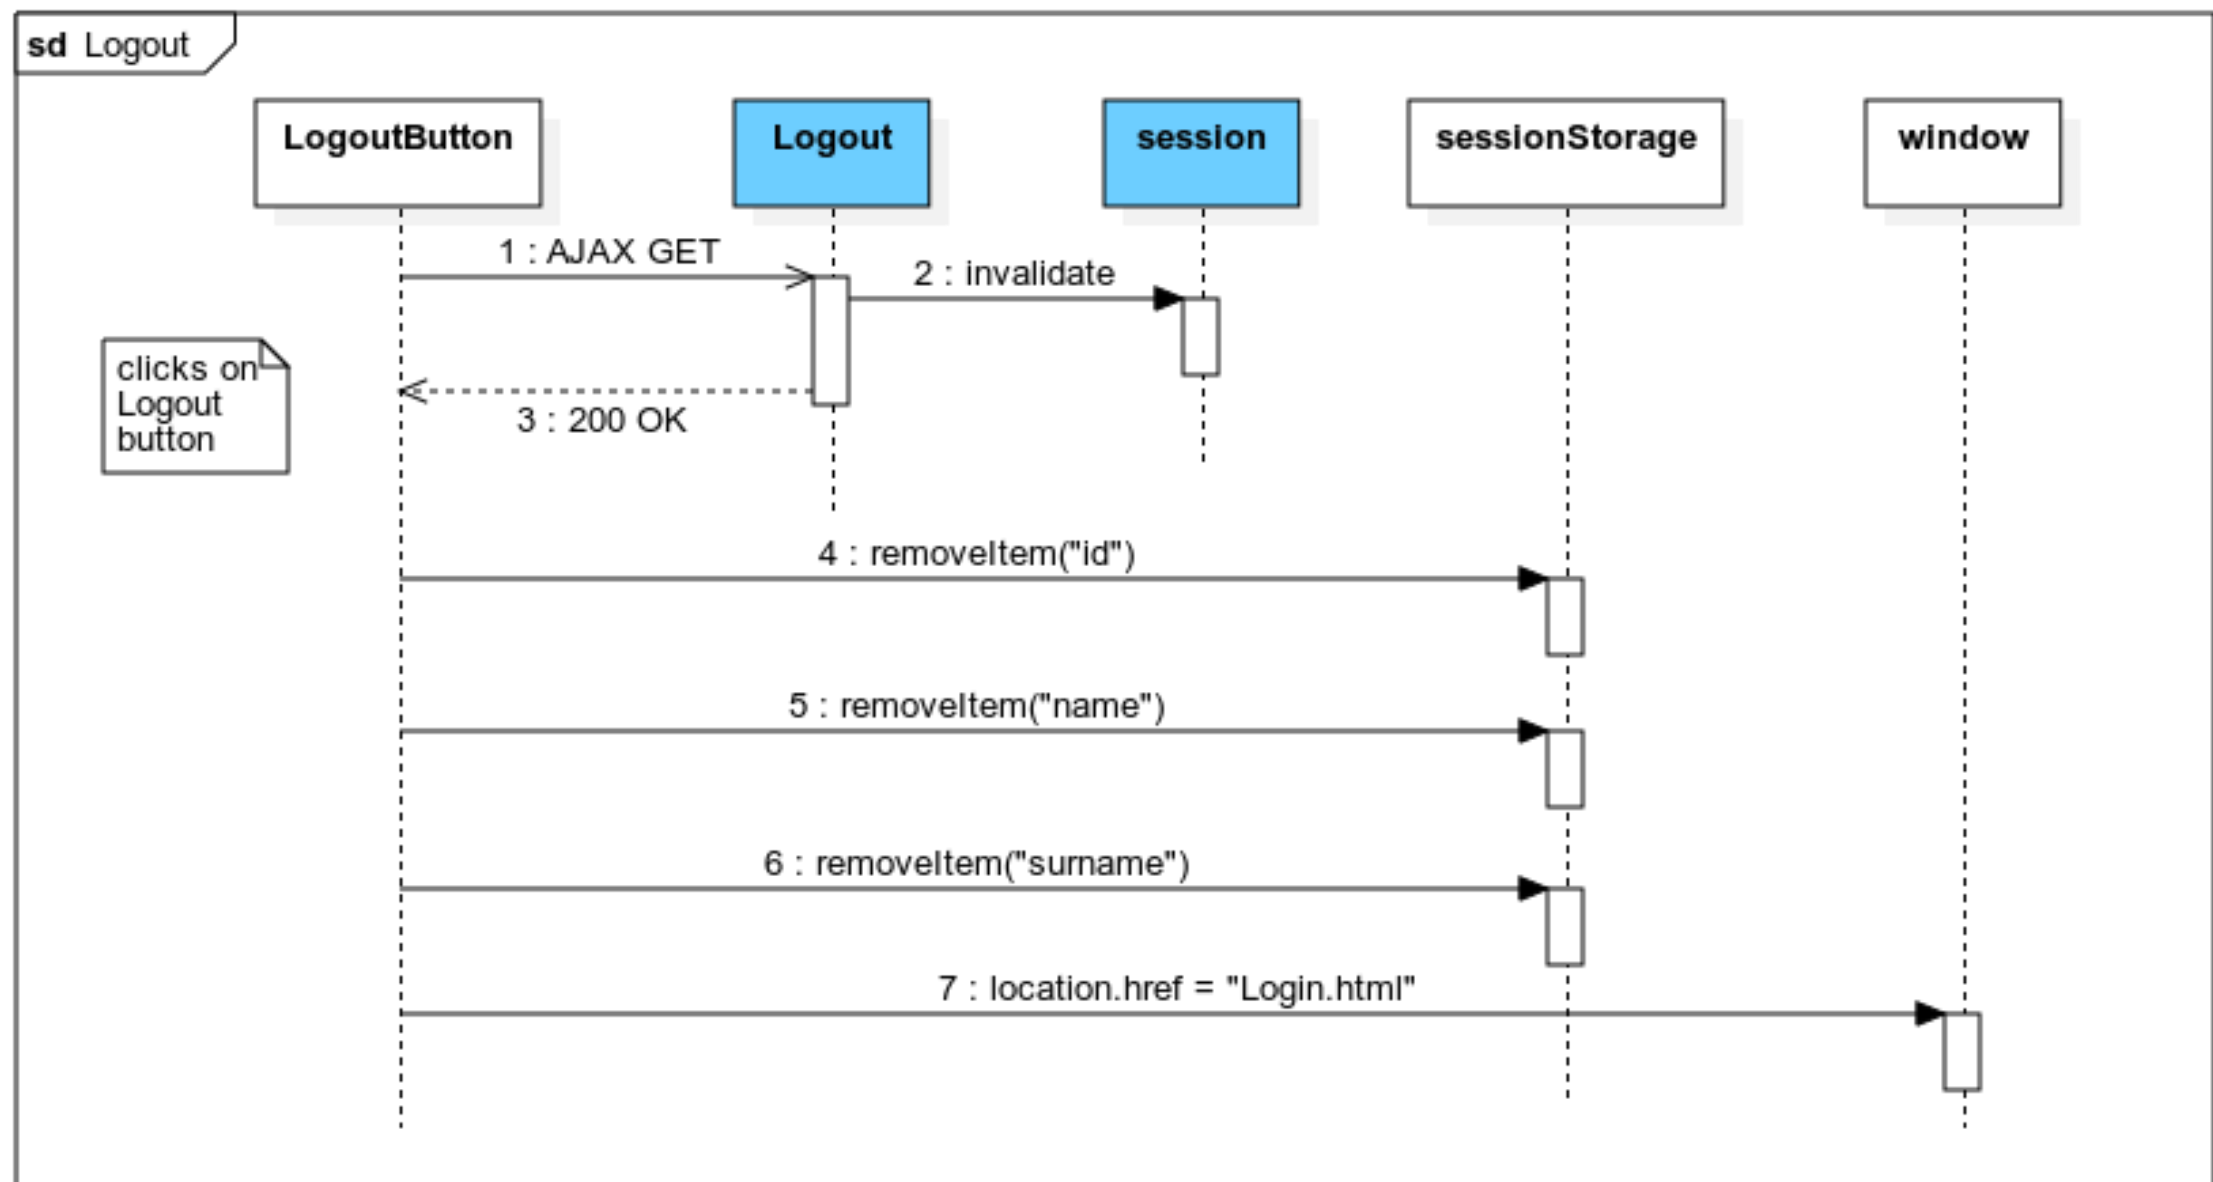 sd Logout
LogoutButton
Logout
session
sessionStorage
window
1 : AJAX GET
2 : invalidate
clicks on
Logout
button
3 : 200 OK
4 : removeItem("id")
5 : removeItem("name")
6 : removeItem("surname")
7 : location.href = "Login.html"